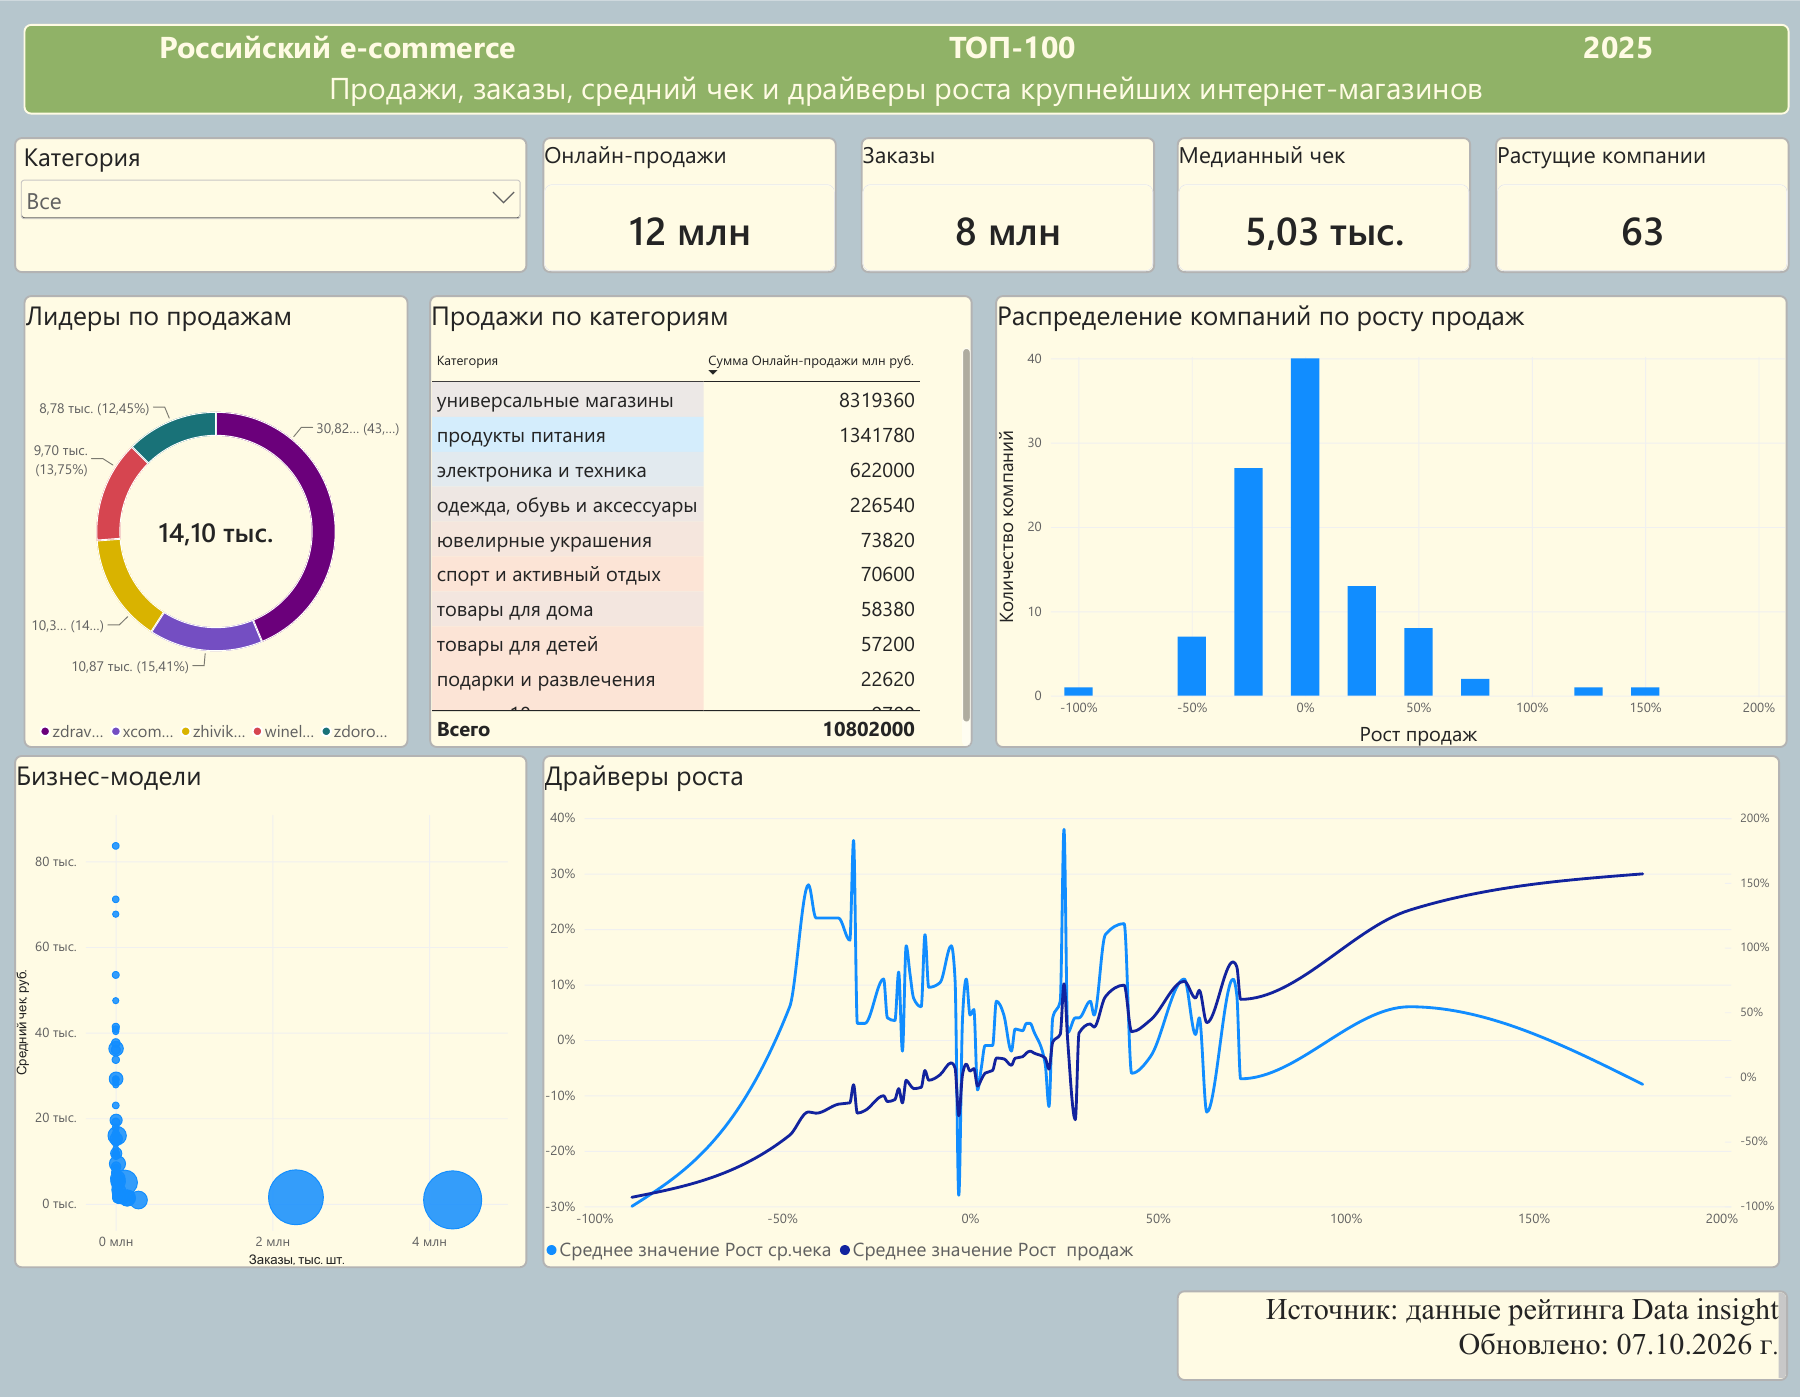 Российский e-commerce ТОП-100 2025
Продажи, заказы, средний чек и драйверы роста крупнейших интернет-магазинов
Категория
Все
Онлайн-продажи
12 млн
Заказы
8 млн
Медианный чек
5,03 тыс.
Растущие компании
63
Лидеры по продажам
8,78 тыс. (12,45%)
30,82... (43,...)
9,70 тыс.
(13,75%)
14,10 тыс.
10,3... (14...)
10,87 тыс. (15,41%)
zdrav... xcom... zhivik... winel... zdoro...
Продажи по категориям
Категория Сумма Онлайн-продажи млн руб.
универсальные магазины 8319360
продукты питания 1341780
электроника и техника 622000
одежда, обувь и аксессуары 226540
ювелирные украшения 73820
спорт и активный отдых 70600
товары для дома 58380
товары для детей 57200
подарки и развлечения 22620
Всего 10802000
Распределение компаний по росту продаж
Количество компаний
40
30
20
10
0
-100% -50% 0% 50% 100% 150% 200%
Рост продаж
Бизнес-модели
Средний чек, руб.
80 тыс.
60 тыс.
40 тыс.
20 тыс.
0 тыс.
0 млн 2 млн 4 млн
Заказы, тыс. шт.
Драйверы роста
40% 200%
30% 150%
20% 100%
10% 50%
0% 0%
-10% -50%
-20%
-30% -100%
-100% -50% 0% 50% 100% 150% 200%
Среднее значение Рост ср.чека Среднее значение Рост продаж
Источник: данные рейтинга Data insight
Обновлено: 07.10.2026 г.